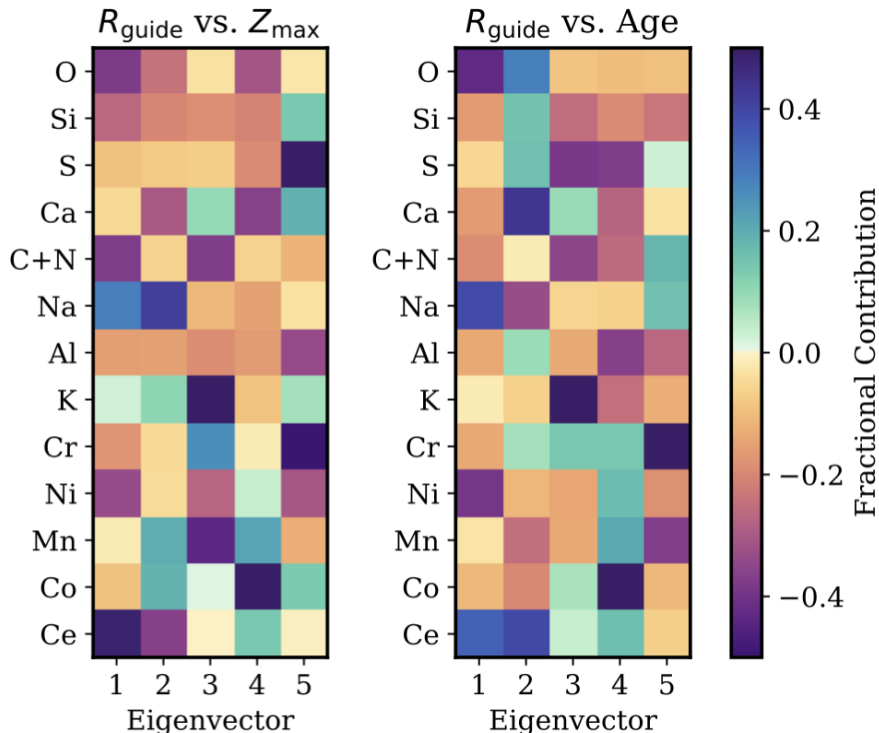 R_guide vs. Z_max
R_guide vs. Age
O
Si
S
Ca
C+N
Na
Al
K
Cr
Ni
Mn
Co
Ce
1 2 3 4 5
Eigenvector
O
Si
S
Ca
C+N
Na
Al
K
Cr
Ni
Mn
Co
Ce
1 2 3 4 5
Eigenvector
0.4
0.2
0.0
−0.2
−0.4
Fractional Contribution